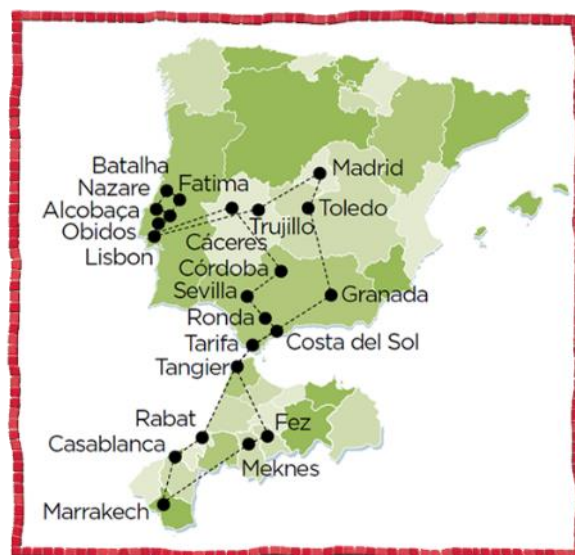 Madrid
Batalha
Nazare
Fatima
Alcobaça
Toledo
Obidos
Trujillo
Lisbon
Cáceres
Córdoba
Sevilla
Granada
Ronda
Tarifa
Costa del Sol
Tangier
Rabat
Fez
Casablanca
Meknes
Marrakech